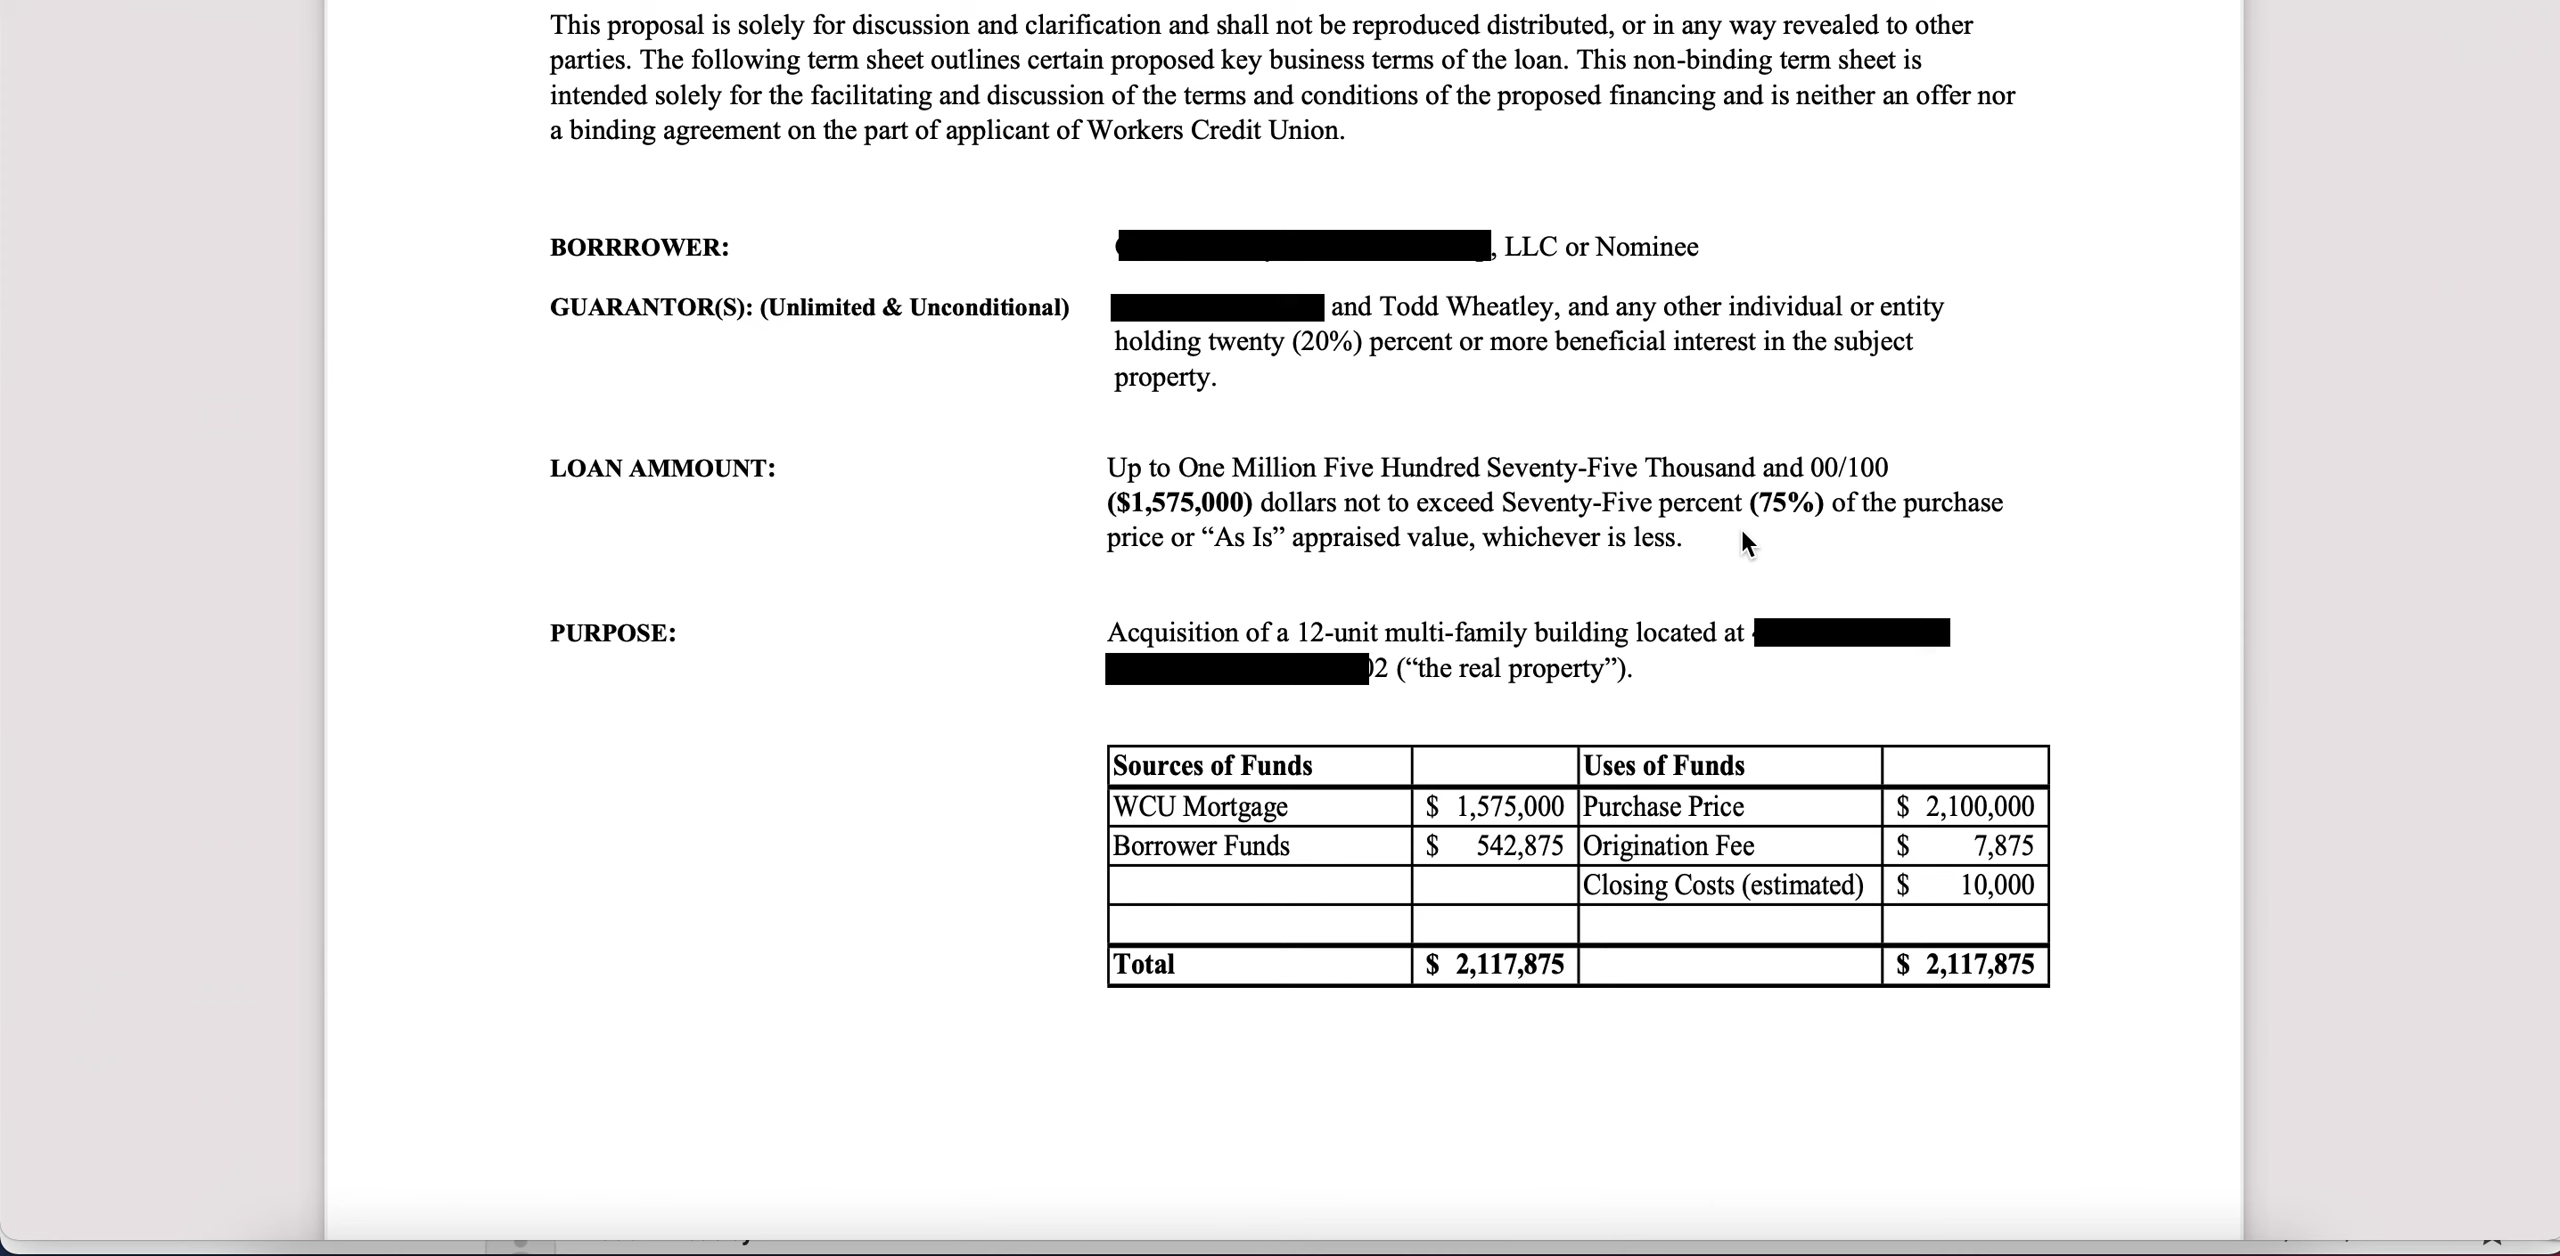 This proposal is solely for discussion and clarification and shall not be reproduced distributed, or in any way revealed to other
parties. The following term sheet outlines certain proposed key business terms of the loan. This non-binding term sheet is
intended solely for the facilitating and discussion of the terms and conditions of the proposed financing and is neither an offer nor
a binding agreement on the part of applicant of Workers Credit Union.
BORRROWER: , LLC or Nominee
GUARANTOR(S): (Unlimited & Unconditional) and Todd Wheatley, and any other individual or entity
holding twenty (20%) percent or more beneficial interest in the subject
property.
LOAN AMMOUNT: Up to One Million Five Hundred Seventy-Five Thousand and 00/100
($1,575,000) dollars not to exceed Seventy-Five percent (75%) of the purchase
price or “As Is” appraised value, whichever is less.
PURPOSE: Acquisition of a 12-unit multi-family building located at
2 (“the real property”).
Sources of Funds Uses of Funds
WCU Mortgage $ 1,575,000 Purchase Price $ 2,100,000
Borrower Funds $ 542,875 Origination Fee $ 7,875
Closing Costs (estimated) $ 10,000
Total $ 2,117,875 $ 2,117,875